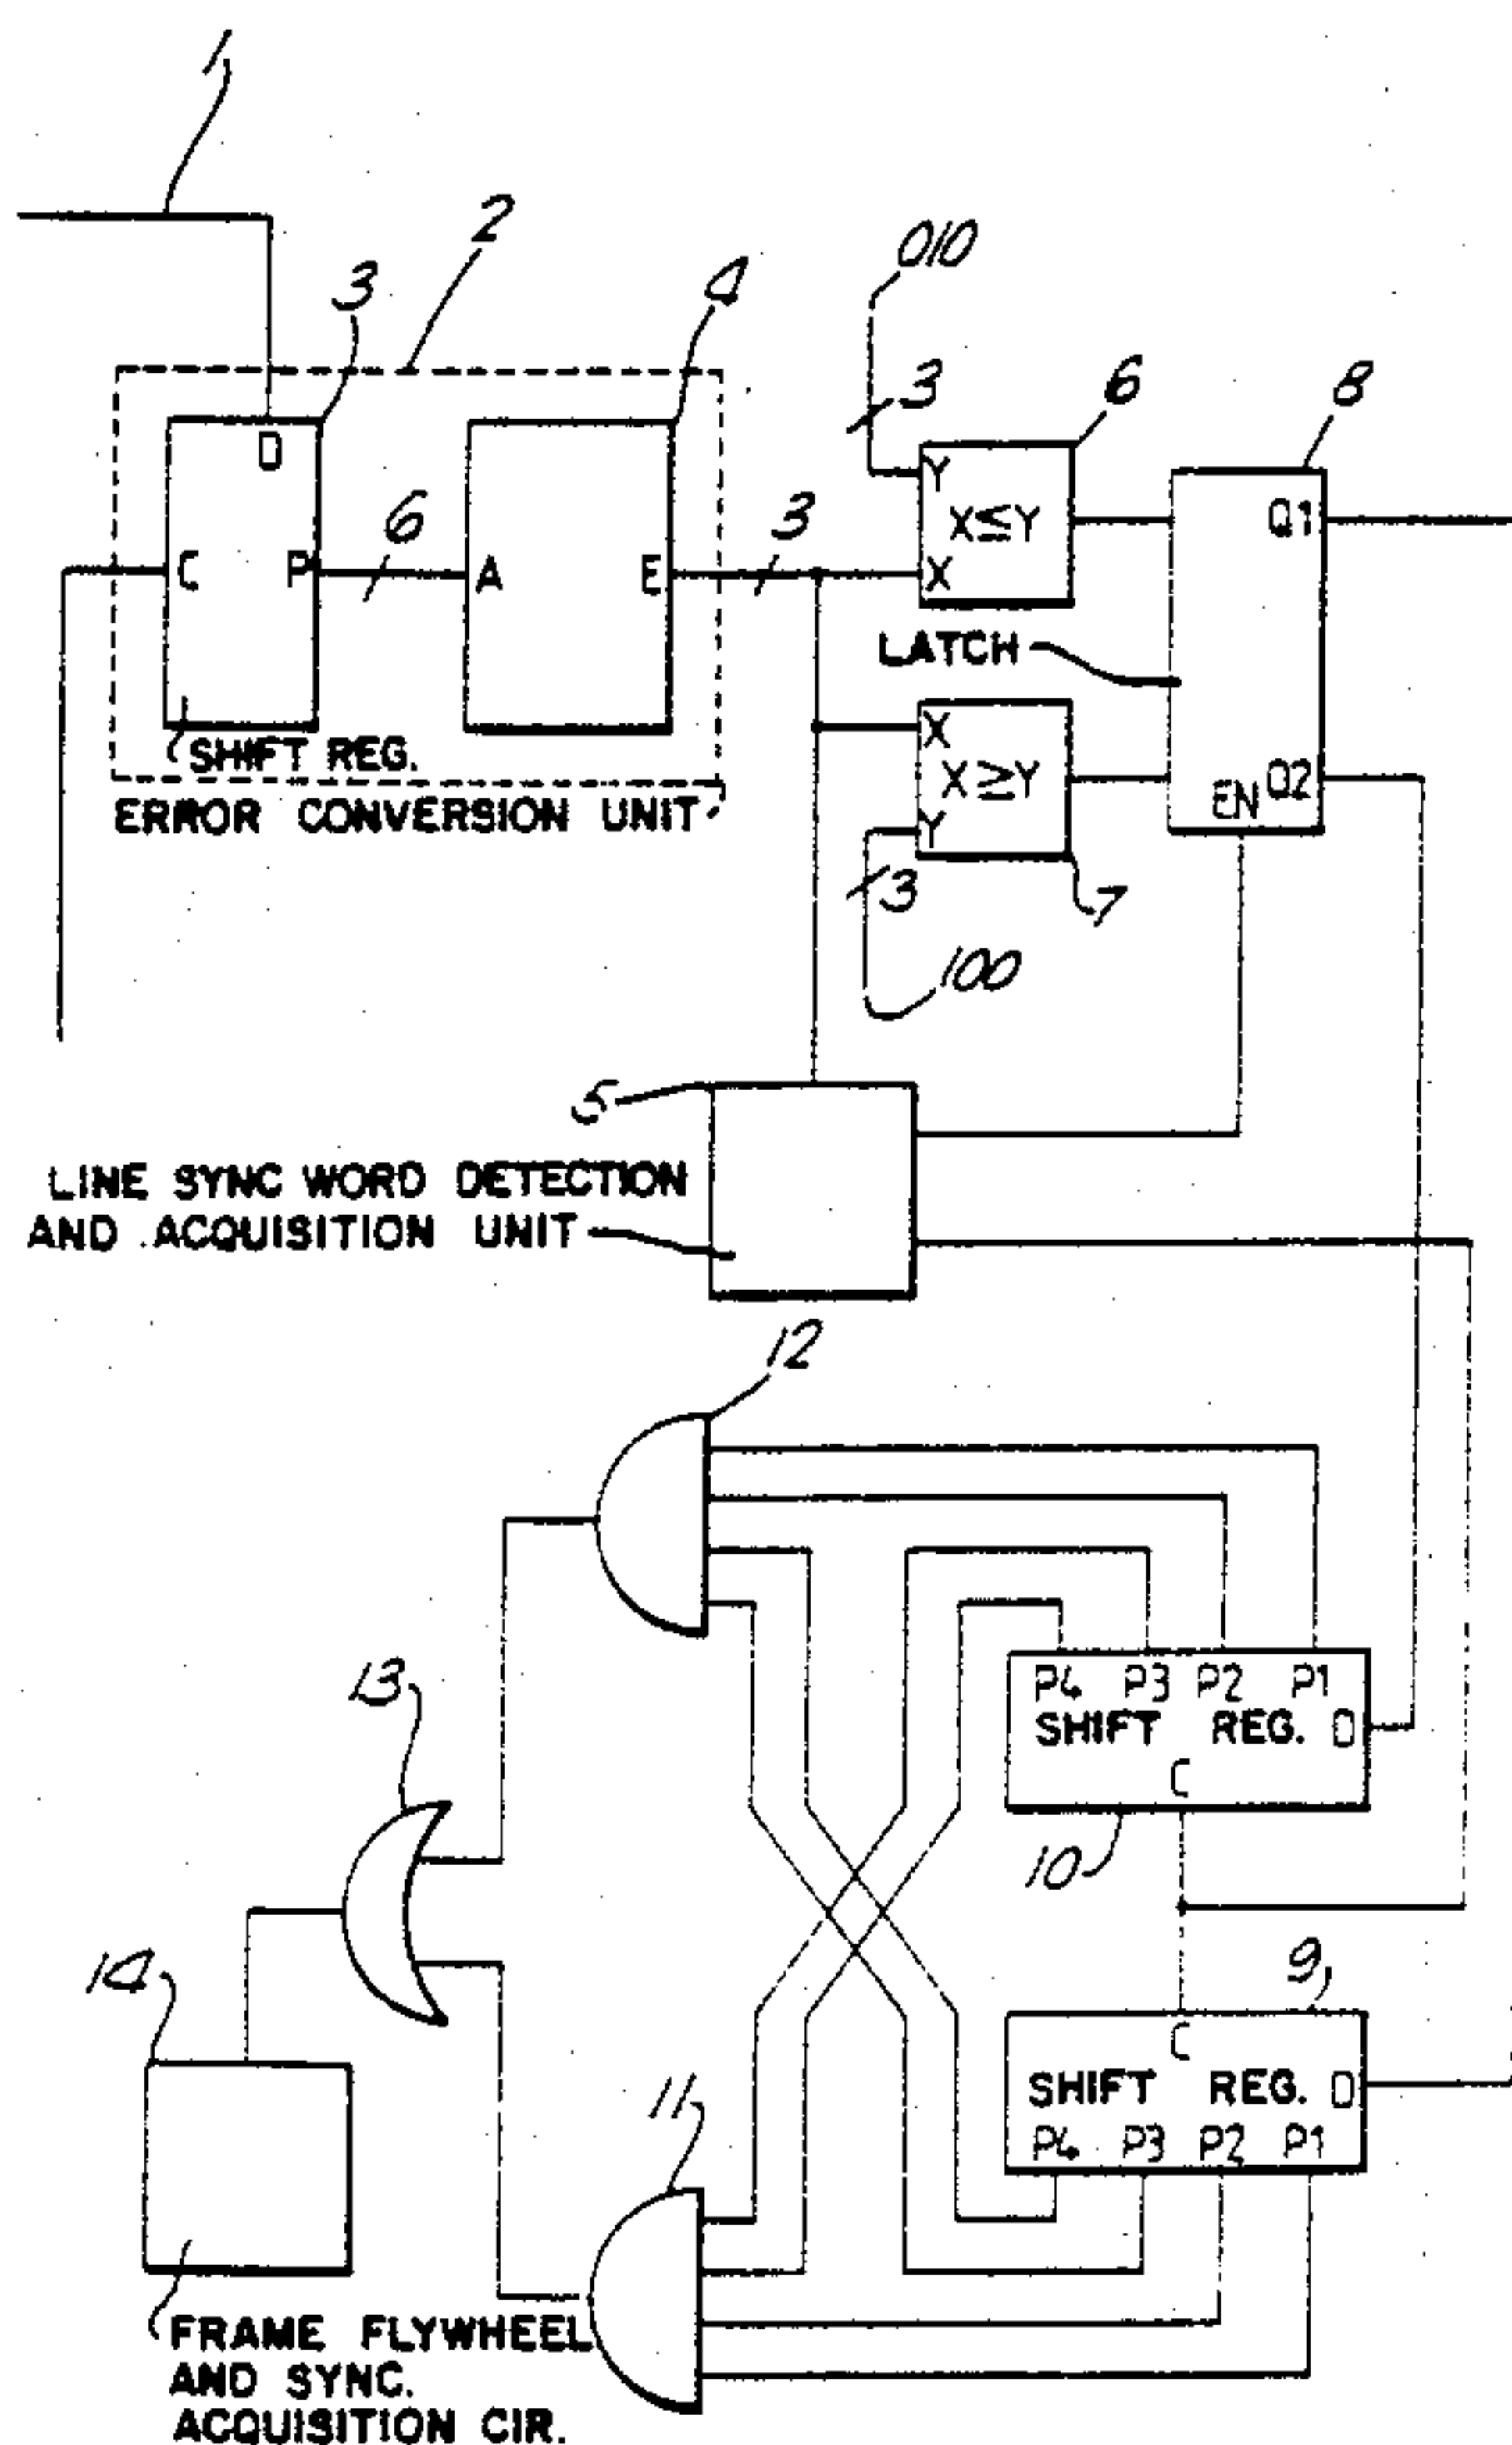 1
2
3
4
010
3
6
8
D
C P
6
A E
3
Y
X≤Y
X
Q1
LATCH
SHIFT REG.
ERROR CONVERSION UNIT
X
X≥Y
Y
EN Q2
3
7
100
5
LINE SYNC WORD DETECTION
AND ACQUISITION UNIT
12
13
P4 P3 P2 P1
SHIFT REG. D
C
10
14
9
C
SHIFT REG. D
P4 P3 P2 P1
11
FRAME FLYWHEEL
AND SYNC.
ACQUISITION CIR.